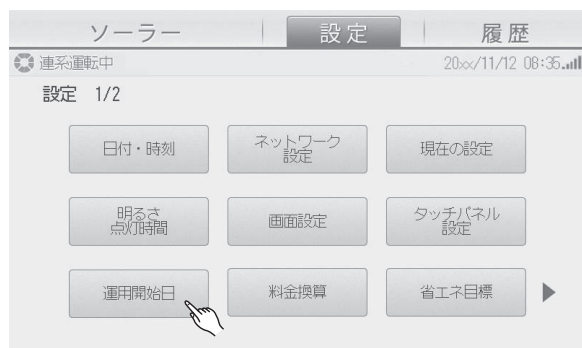 ソーラー 設定 履歴
連系運転中 20xx/11/12 08:35
設定 1/2
日付・時刻 ネットワーク 現在の設定
設定
明るさ 画面設定 タッチパネル
点灯時間 設定
運用開始日 料金換算 省エネ目標